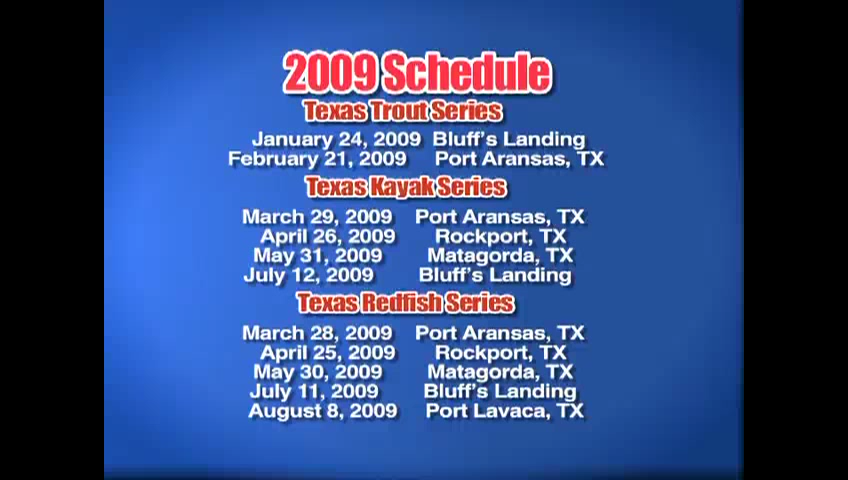 2009 Schedule
Texas Trout Series
January 24, 2009 Bluff's Landing
February 21, 2009 Port Aransas, TX
Texas Kayak Series
March 29, 2009 Port Aransas, TX
April 26, 2009 Rockport, TX
May 31, 2009 Matagorda, TX
July 12, 2009 Bluff's Landing
Texas Redfish Series
March 28, 2009 Port Aransas, TX
April 25, 2009 Rockport, TX
May 30, 2009 Matagorda, TX
July 11, 2009 Bluff's Landing
August 8, 2009 Port Lavaca, TX